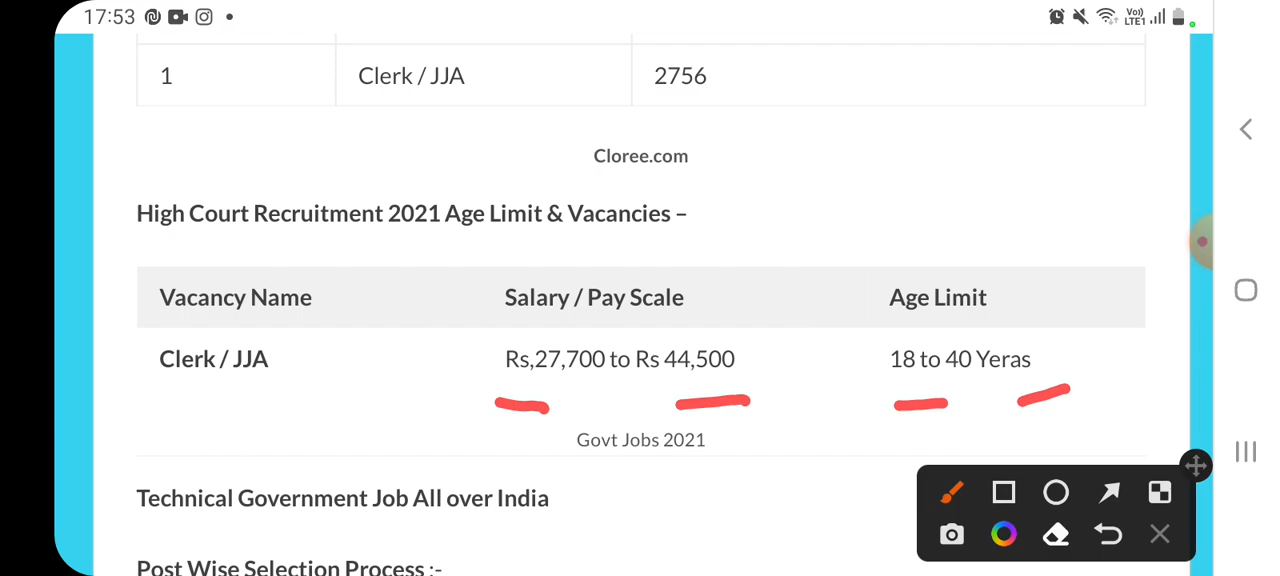 17:53
Vo)
LTE1
1 Clerk / JJA 2756
Cloree.com
High Court Recruitment 2021 Age Limit & Vacancies –
Vacancy Name Salary / Pay Scale Age Limit
Clerk / JJA Rs,27,700 to Rs 44,500 18 to 40 Yeras
Govt Jobs 2021
Technical Government Job All over India
Post Wise Selection Process :-